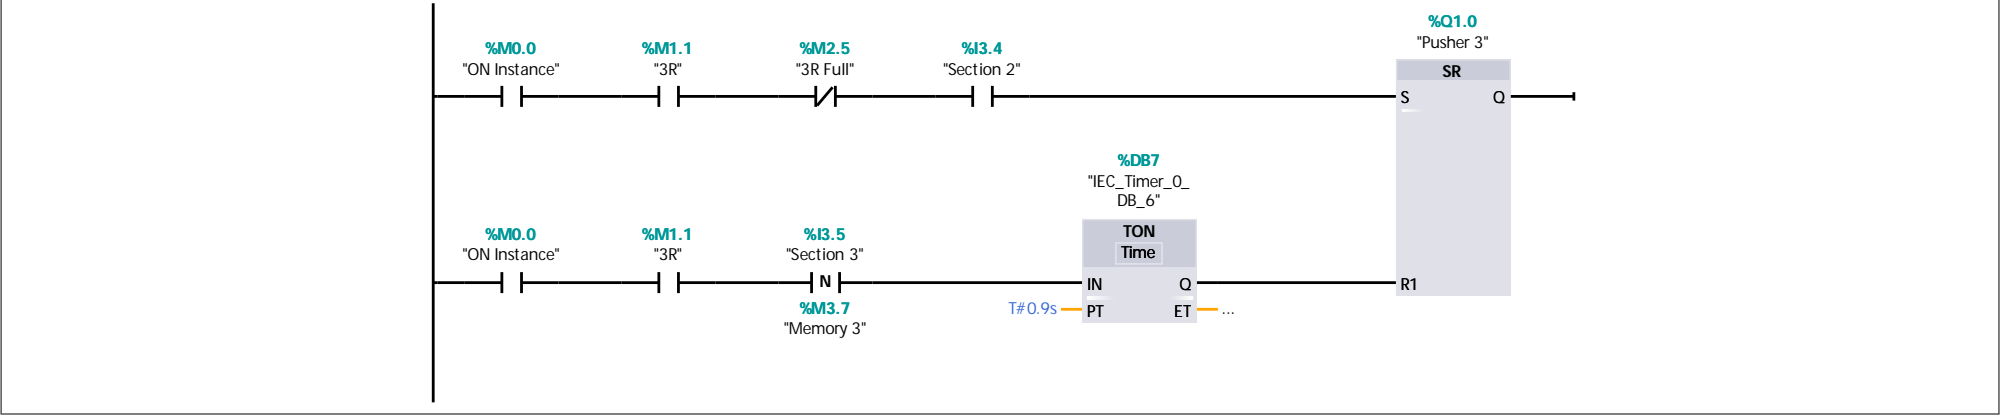 %Q1.0
"Pusher 3"
%M0.0
"ON Instance"
%M1.1
"3R"
%M2.5
"3R Full"
%I3.4
"Section 2"
SR
S
Q
%DB7
"IEC_Timer_0_
DB_6"
%M0.0
"ON Instance"
%M1.1
"3R"
%I3.5
"Section 3"
N
%M3.7
"Memory 3"
TON
Time
IN
Q
T#0.9s
PT
ET
...
R1